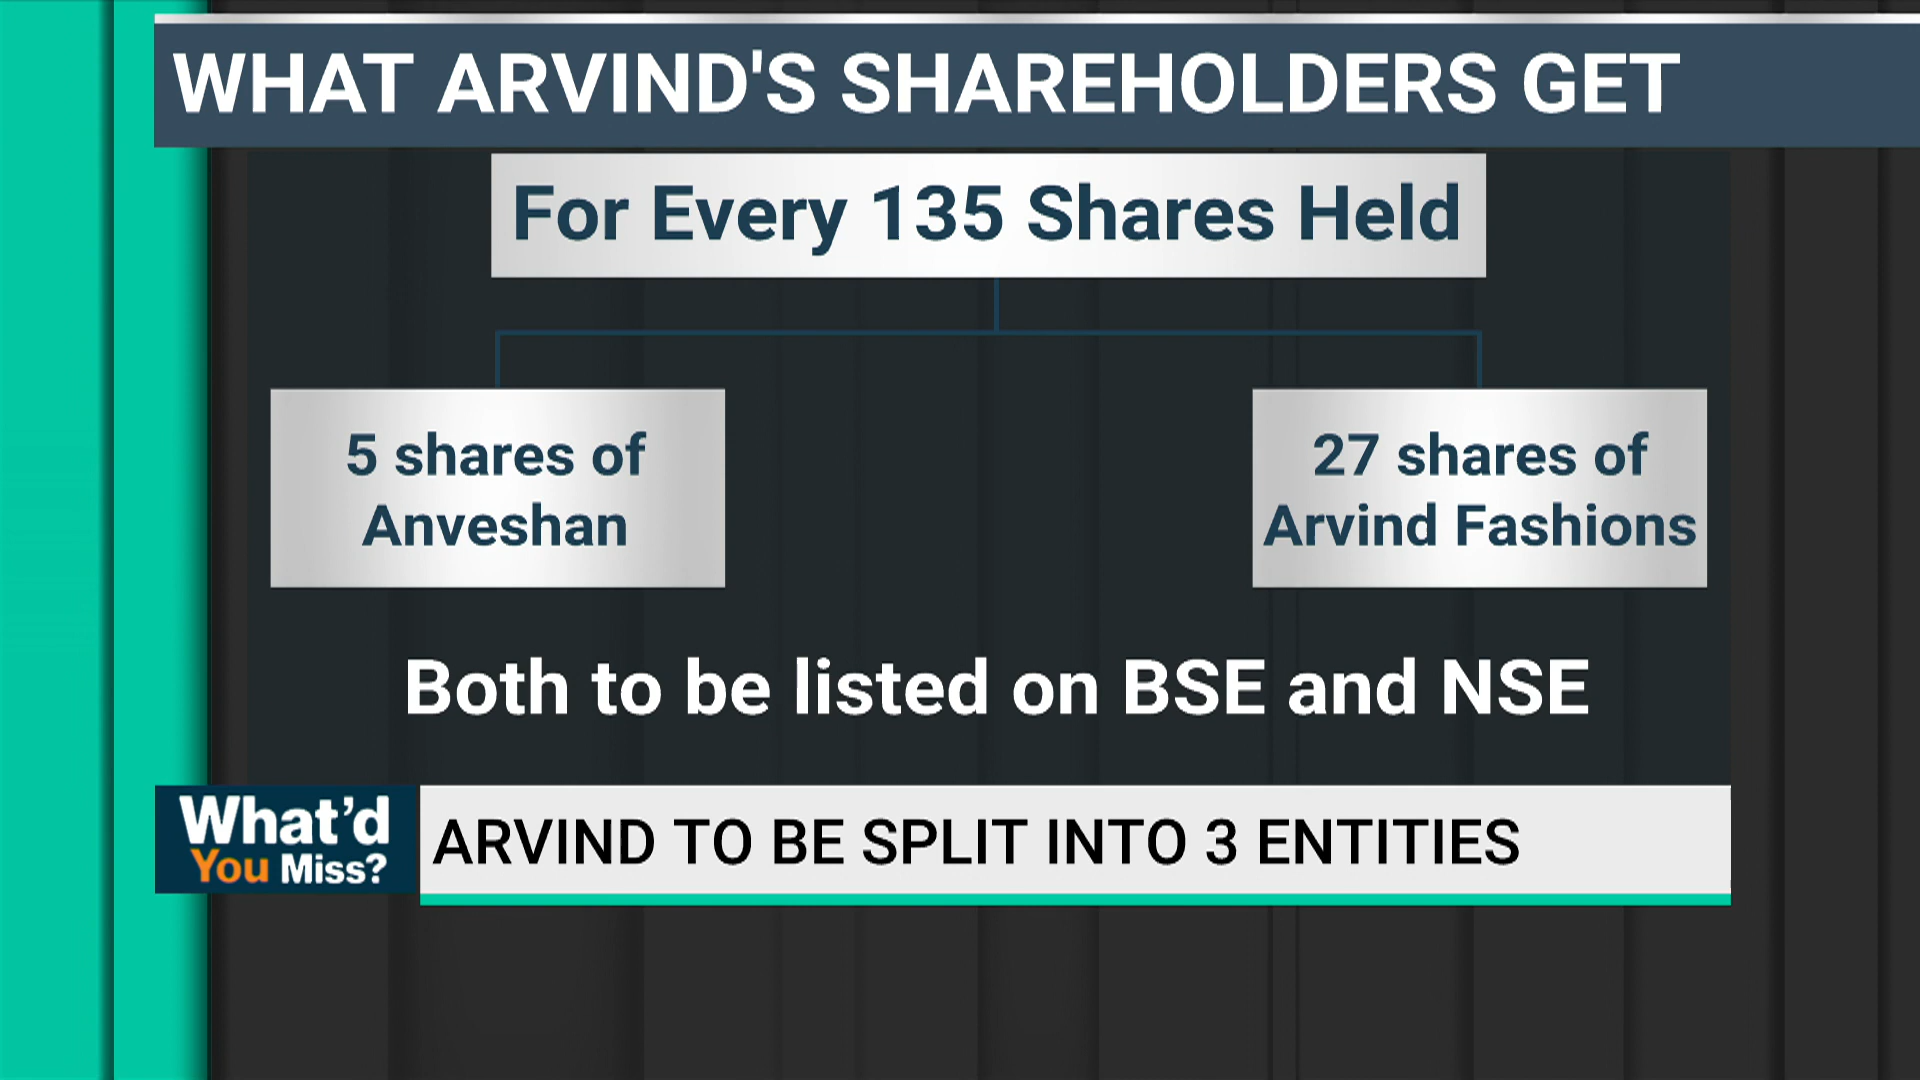 WHAT ARVIND'S SHAREHOLDERS GET
For Every 135 Shares Held
5 shares of
Anveshan
27 shares of
Arvind Fashions
Both to be listed on BSE and NSE
What'd
You Miss?
ARVIND TO BE SPLIT INTO 3 ENTITIES